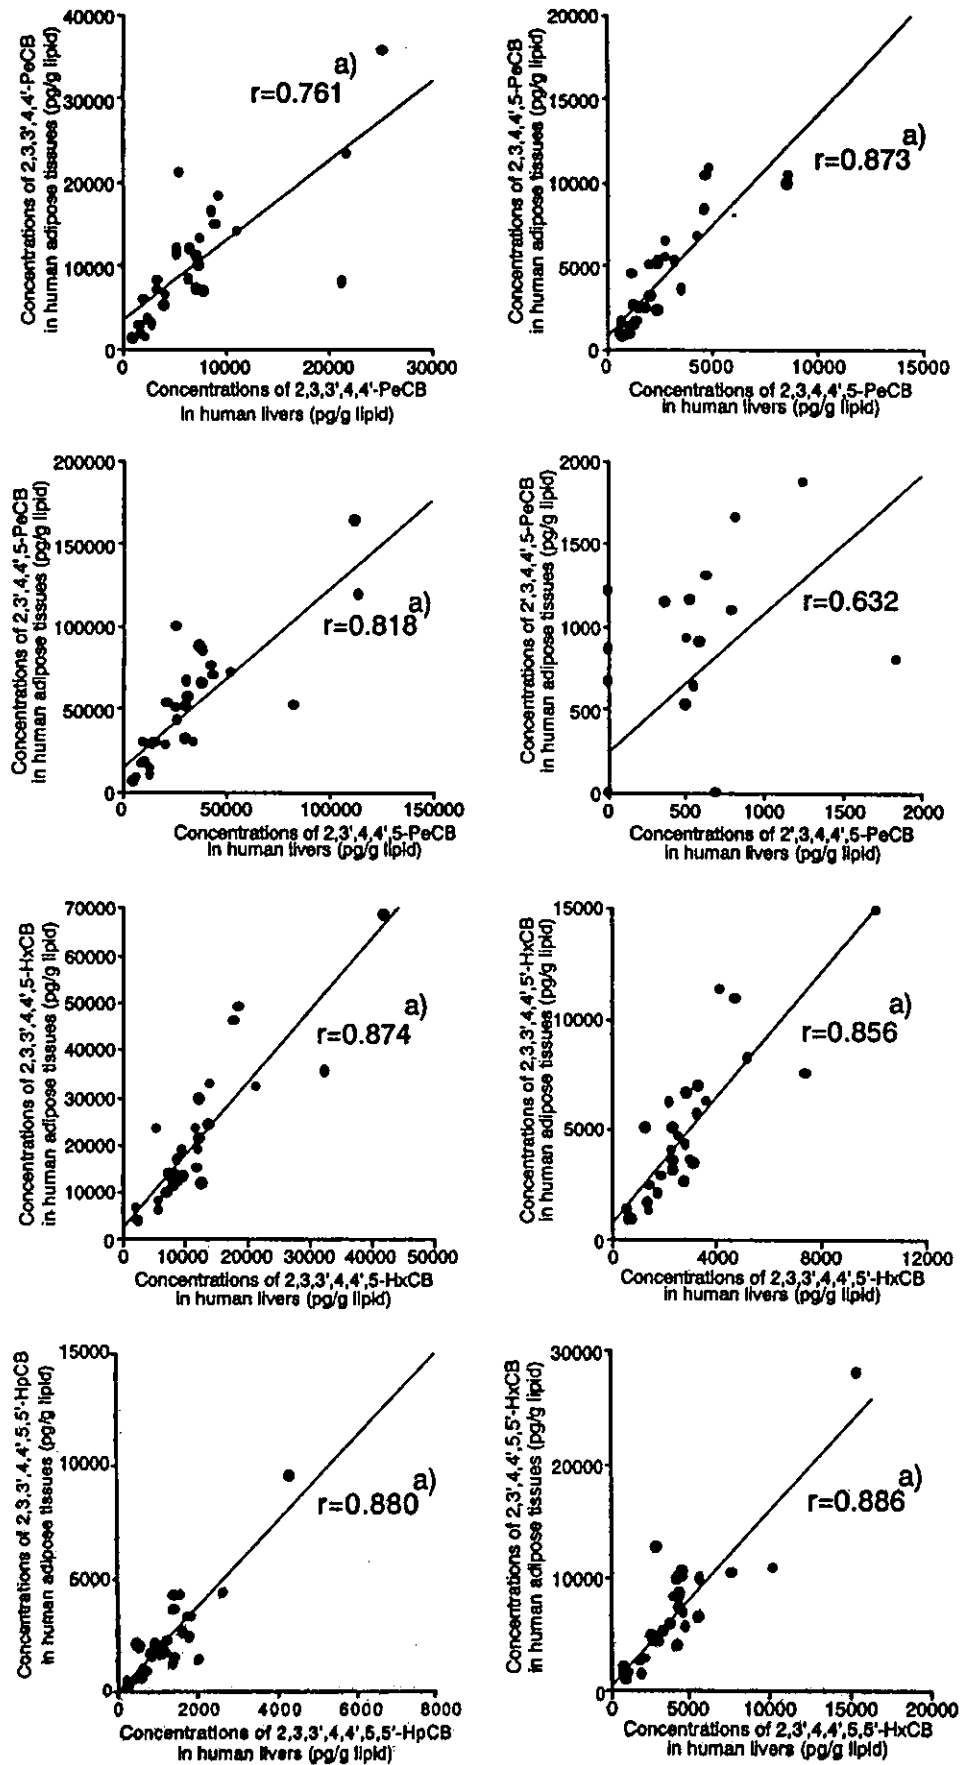 Concentrations of 2,3,3',4,4'-PeCB
in human adipose tissues (pg/g lipid)
40000
30000
20000
10000
0
a)
r=0.761
0 10000 20000 30000
Concentrations of 2,3,3',4,4'-PeCB
in human livers (pg/g lipid)
Concentrations of 2,3,4,4',5-PeCB
in human adipose tissues (pg/g lipid)
20000
15000
10000
5000
0
a)
r=0.873
0 5000 10000 15000
Concentrations of 2,3,4,4',5-PeCB
in human livers (pg/g lipid)
Concentrations of 2,3',4,4',5-PeCB
in human adipose tissues (pg/g lipid)
200000
150000
100000
50000
0
a)
r=0.818
0 50000 100000 150000
Concentrations of 2,3',4,4',5-PeCB
in human livers (pg/g lipid)
Concentrations of 2',3,4,4',5-PeCB
in human adipose tissues (pg/g lipid)
2000
1500
1000
500
0
r=0.632
0 500 1000 1500 2000
Concentrations of 2',3,4,4',5-PeCB
in human livers (pg/g lipid)
Concentrations of 2,3,3',4,4',5-HxCB
in human adipose tissues (pg/g lipid)
70000
60000
50000
40000
30000
20000
10000
0
a)
r=0.874
0 10000 20000 30000 40000 50000
Concentrations of 2,3,3',4,4',5-HxCB
in human livers (pg/g lipid)
Concentrations of 2,3,3',4,4',5'-HxCB
in human adipose tissues (pg/g lipid)
15000
10000
5000
0
a)
r=0.856
0 4000 8000 12000
Concentrations of 2,3,3',4,4',5'-HxCB
in human livers (pg/g lipid)
Concentrations of 2,3,3',4,4',5,5'-HpCB
in human adipose tissues (pg/g lipid)
15000
10000
5000
0
a)
r=0.880
0 2000 4000 6000 8000
Concentrations of 2,3,3',4,4',5,5'-HpCB
in human livers (pg/g lipid)
Concentrations of 2,3',4,4',5,5'-HxCB
in human adipose tissues (pg/g lipid)
30000
20000
10000
0
a)
r=0.886
0 5000 10000 15000 20000
Concentrations of 2,3',4,4',5,5'-HxCB
in human livers (pg/g lipid)